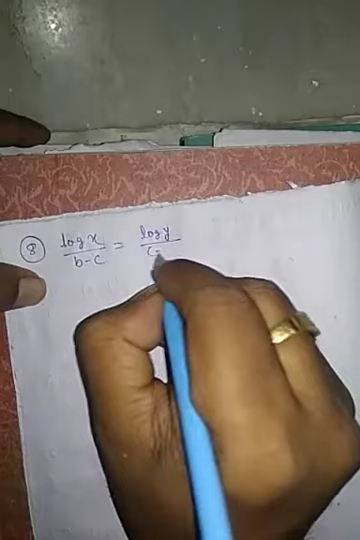 ⑧ log x / b-c = log y / c-